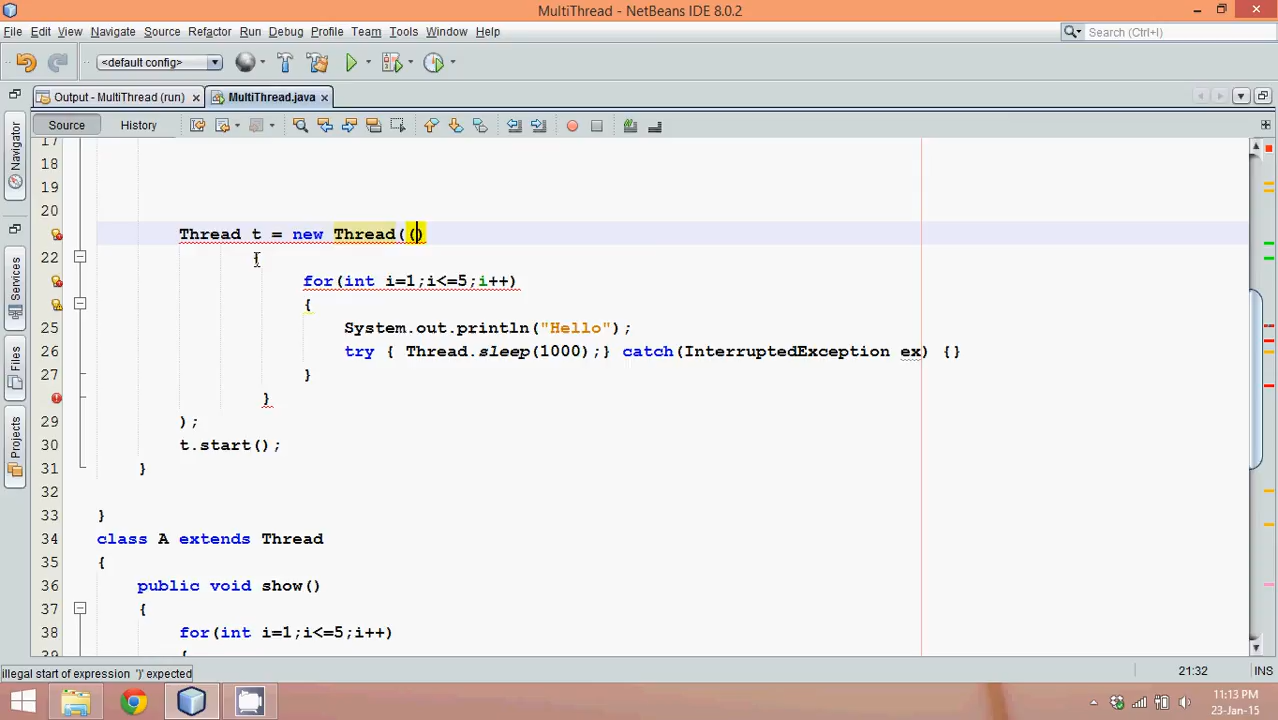 MultiThread - NetBeans IDE 8.0.2
File Edit View Navigate Source Refactor Run Debug Profile Team Tools Window Help
Search (Ctrl+I)
<default config>
Output - MultiThread (run) MultiThread.java
Source History
Navigator
Services
Files
Projects
17
18
19
20
Thread t = new Thread(()
22 {
for(int i=1;i<=5;i++)
{
25 System.out.println("Hello");
26 try { Thread.sleep(1000);} catch(InterruptedException ex) {}
27 }
}
29 );
30 t.start();
31 }
32
33 }
34 class A extends Thread
35 {
36 public void show()
37 {
38 for(int i=1;i<=5;i++)
illegal start of expression ')' expected
21:32 INS
11:13 PM
23-Jan-15